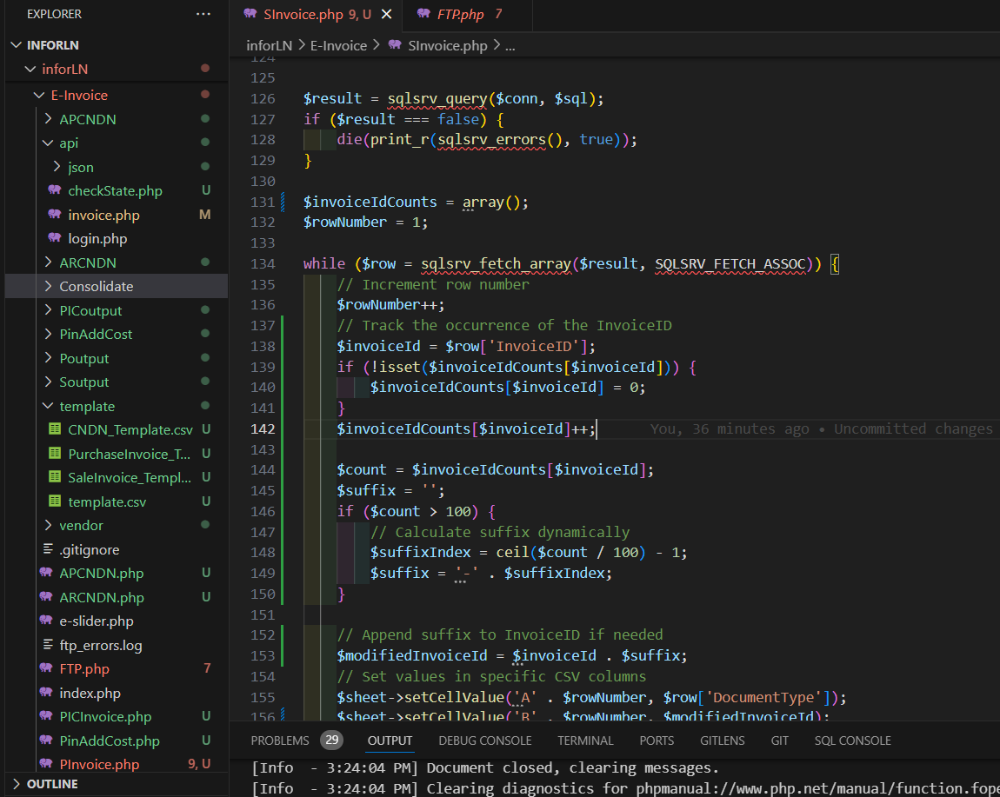 EXPLORER
...
INFORLN
inforLN
E-Invoice
APCNDN
api
json
checkState.php U
invoice.php M
login.php
ARCNDN
Consolidate
PICoutput
PinAddCost
Poutput
Soutput
template
CNDN_Template.csv U
PurchaseInvoice_T... U
SaleInvoice_Templ... U
template.csv U
vendor
.gitignore
APCNDN.php U
ARCNDN.php U
e-slider.php
ftp_errors.log
FTP.php 7
index.php
PICInvoice.php U
PinAddCost.php U
PInvoice.php 9, U
OUTLINE
SInvoice.php 9, U
FTP.php 7
inforLN > E-Invoice > SInvoice.php > ...
124
125
126 $result = sqlsrv_query($conn, $sql);
127 if ($result === false) {
128 die(print_r(sqlsrv_errors(), true));
129 }
130
131 $invoiceIdCounts = array();
132 $rowNumber = 1;
133
134 while ($row = sqlsrv_fetch_array($result, SQLSRV_FETCH_ASSOC)) {
135 // Increment row number
136 $rowNumber++;
137 // Track the occurrence of the InvoiceID
138 $invoiceId = $row['InvoiceID'];
139 if (!isset($invoiceIdCounts[$invoiceId])) {
140 $invoiceIdCounts[$invoiceId] = 0;
141 }
142 $invoiceIdCounts[$invoiceId]++; You, 36 minutes ago • Uncommitted changes
143
144 $count = $invoiceIdCounts[$invoiceId];
145 $suffix = '';
146 if ($count > 100) {
147 // Calculate suffix dynamically
148 $suffixIndex = ceil($count / 100) - 1;
149 $suffix = '-' . $suffixIndex;
150 }
151
152 // Append suffix to InvoiceID if needed
153 $modifiedInvoiceId = $invoiceId . $suffix;
154 // Set values in specific CSV columns
155 $sheet->setCellValue('A' . $rowNumber, $row['DocumentType']);
156 $sheet->setCellValue('B' . $rowNumber, $modifiedInvoiceId);
PROBLEMS 29 OUTPUT DEBUG CONSOLE TERMINAL PORTS GITLENS GIT SQL CONSOLE
[Info - 3:24:04 PM] Document closed, clearing messages.
[Info - 3:24:04 PM] Clearing diagnostics for phpmanual://www.php.net/manual/function.fope